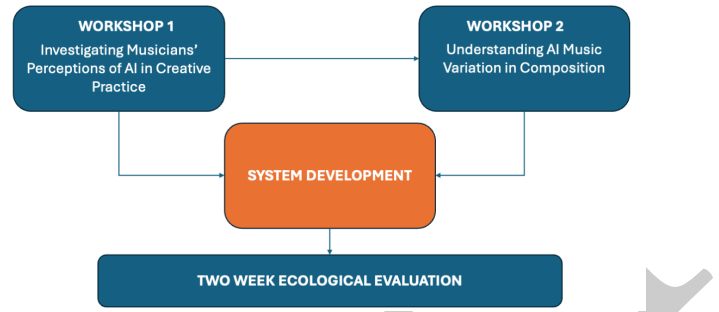 WORKSHOP 1
Investigating Musicians'
Perceptions of AI in Creative
Practice
WORKSHOP 2
Understanding AI Music
Variation in Composition
SYSTEM DEVELOPMENT
TWO WEEK ECOLOGICAL EVALUATION